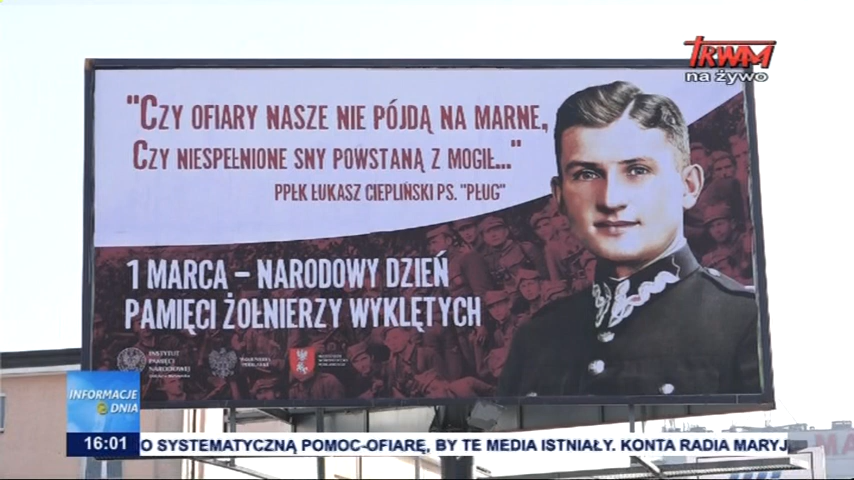 TRWAM
na żywo
"Czy ofiary nasze nie pójdą na marne,
Czy niespełnione sny powstaną z mogił..."
ppłk Łukasz Ciepliński ps. "Pług"
1 MARCA – NARODOWY DZIEŃ
PAMIĘCI ŻOŁNIERZY WYKLĘTYCH
INSTYTUT
PAMIĘCI
NARODOWEJ
INFORMACJE
DNIA
16:01
O SYSTEMATYCZNĄ POMOC-OFIARĘ, BY TE MEDIA ISTNIAŁY. KONTA RADIA MARYJ
MA